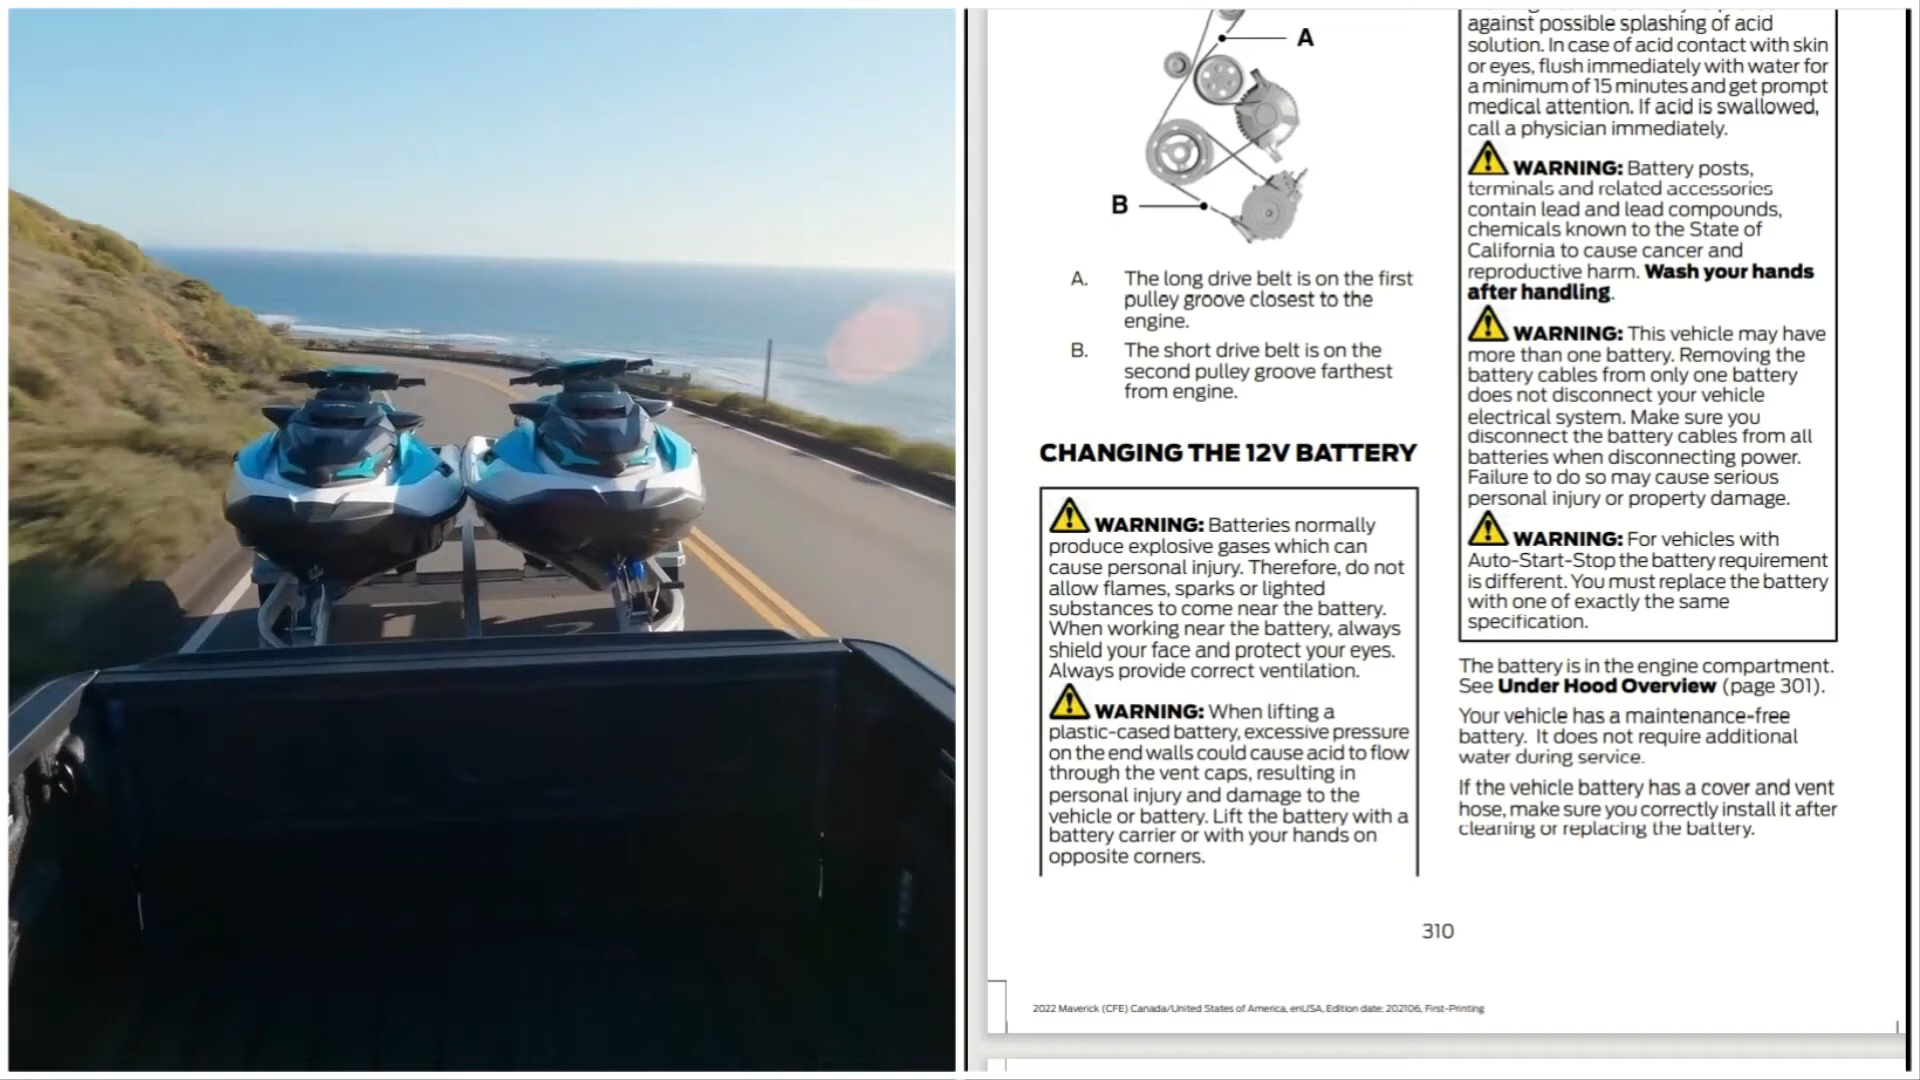 A
B
A. The long drive belt is on the first
pulley groove closest to the
engine.
B. The short drive belt is on the
second pulley groove farthest
from engine.
CHANGING THE 12V BATTERY
WARNING: Batteries normally
produce explosive gases which can
cause personal injury. Therefore, do not
allow flames, sparks or lighted
substances to come near the battery.
When working near the battery, always
shield your face and protect your eyes.
Always provide correct ventilation.
WARNING: When lifting a
plastic-cased battery, excessive pressure
on the end walls could cause acid to flow
through the vent caps, resulting in
personal injury and damage to the
vehicle or battery. Lift the battery with a
battery carrier or with your hands on
opposite corners.
against possible splashing of acid
solution. In case of acid contact with skin
or eyes, flush immediately with water for
a minimum of 15 minutes and get prompt
medical attention. If acid is swallowed,
call a physician immediately.
WARNING: Battery posts,
terminals and related accessories
contain lead and lead compounds,
chemicals known to the State of
California to cause cancer and
reproductive harm. Wash your hands
after handling.
WARNING: This vehicle may have
more than one battery. Removing the
battery cables from only one battery
does not disconnect your vehicle
electrical system. Make sure you
disconnect the battery cables from all
batteries when disconnecting power.
Failure to do so may cause serious
personal injury or property damage.
WARNING: For vehicles with
Auto-Start-Stop the battery requirement
is different. You must replace the battery
with one of exactly the same
specification.
The battery is in the engine compartment.
See Under Hood Overview (page 301).
Your vehicle has a maintenance-free
battery. It does not require additional
water during service.
If the vehicle battery has a cover and vent
hose, make sure you correctly install it after
cleaning or replacing the battery.
310
2022 Maverick (CFE) Canada/United States of America, enUSA, Edition date: 202106, First-Printing